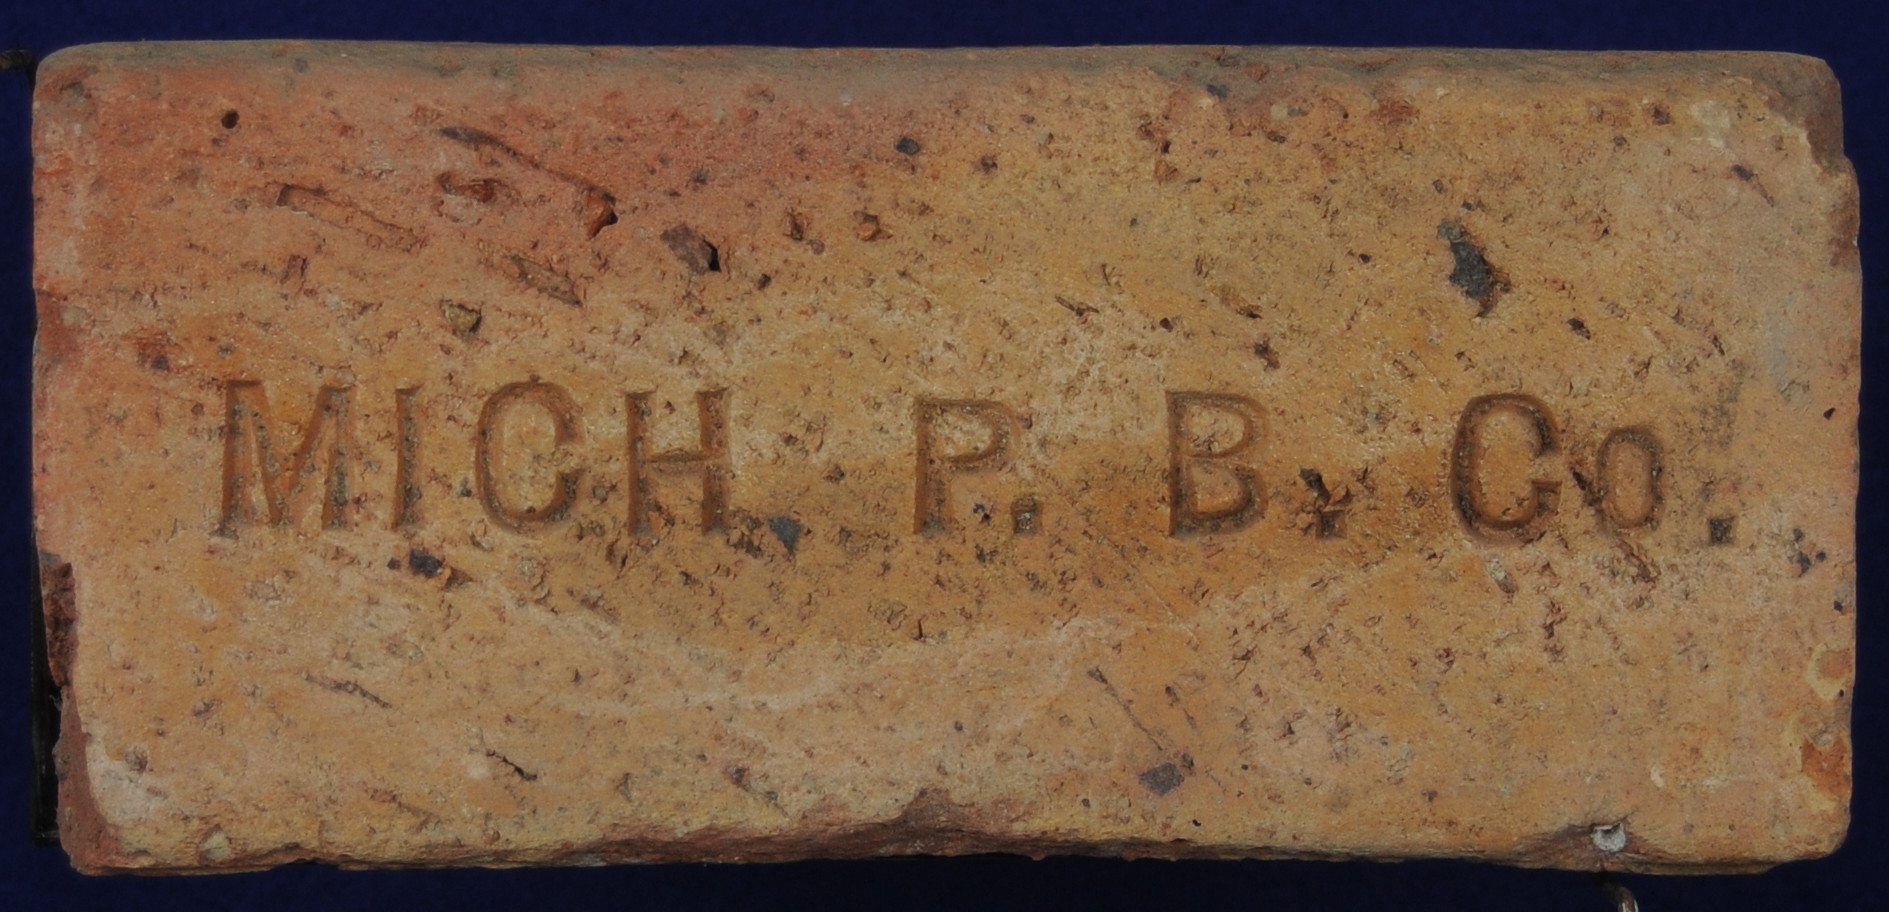 MICH P. B. Co.